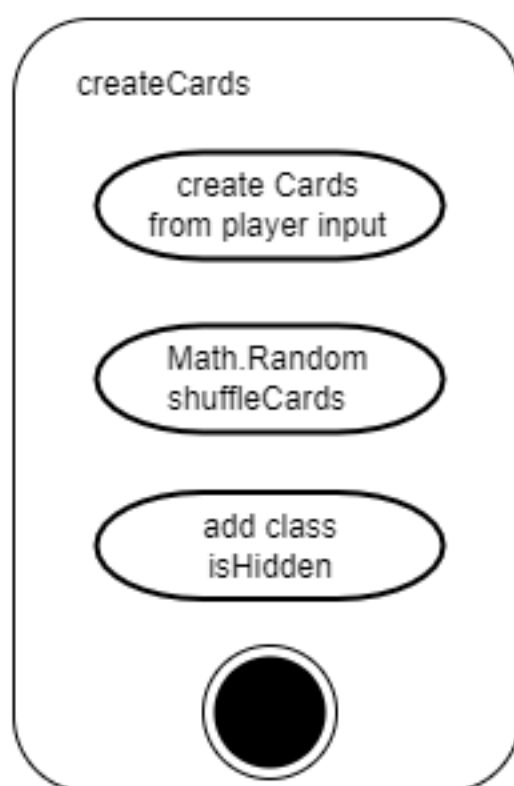 createCards
create Cards
from player input
Math.Random
shuffleCards
add class
isHidden